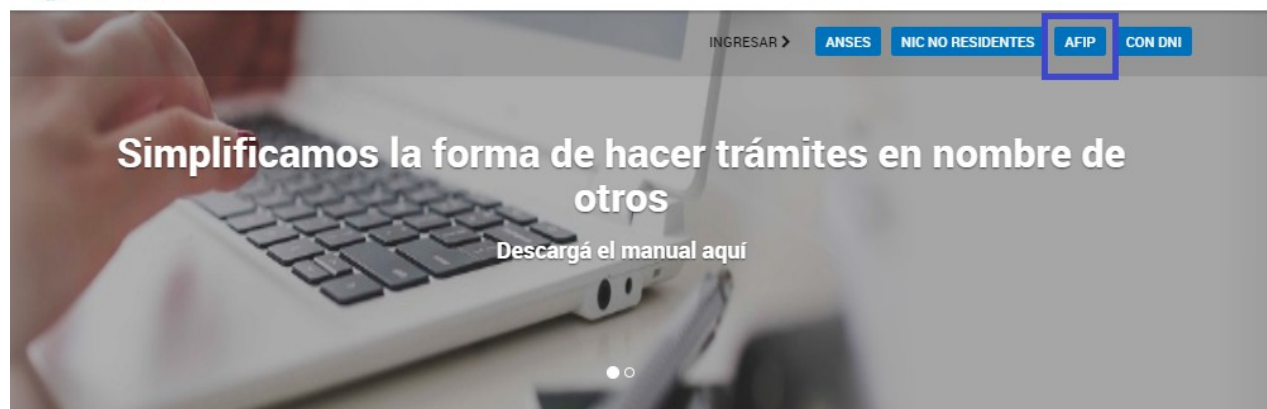 INGRESAR > ANSES NIC NO RESIDENTES AFIP CON DNI
Simplificamos la forma de hacer trámites en nombre de
otros
Descargá el manual aquí